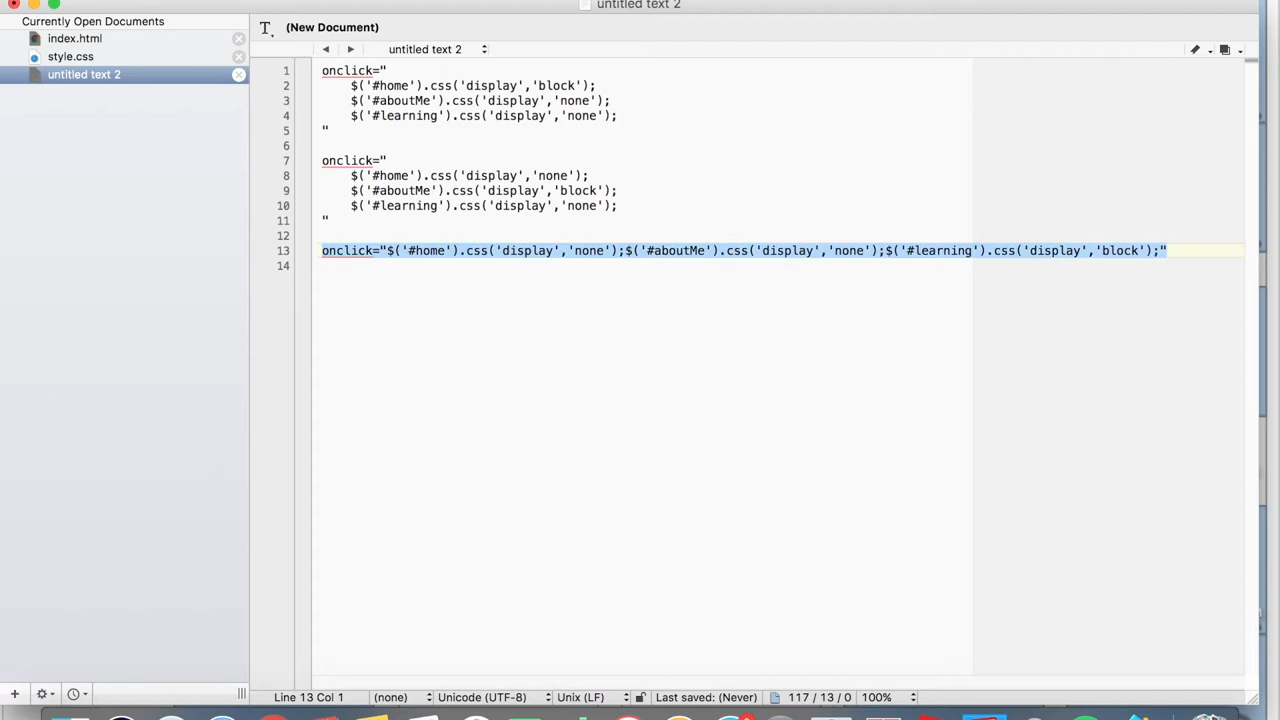 untitled text 2
Currently Open Documents
index.html
style.css
untitled text 2
(New Document)
untitled text 2
1 onclick="
2 $('#home').css('display','block');
3 $('#aboutMe').css('display','none');
4 $('#learning').css('display','none');
5 "
6
7 onclick="
8 $('#home').css('display','none');
9 $('#aboutMe').css('display','block');
10 $('#learning').css('display','none');
11 "
12
13 onclick="$('#home').css('display','none');$('#aboutMe').css('display','none');$('#learning').css('display','block');"
14
Line 13 Col 1 (none) Unicode (UTF-8) Unix (LF) Last saved: (Never) 117 / 13 / 0 100%